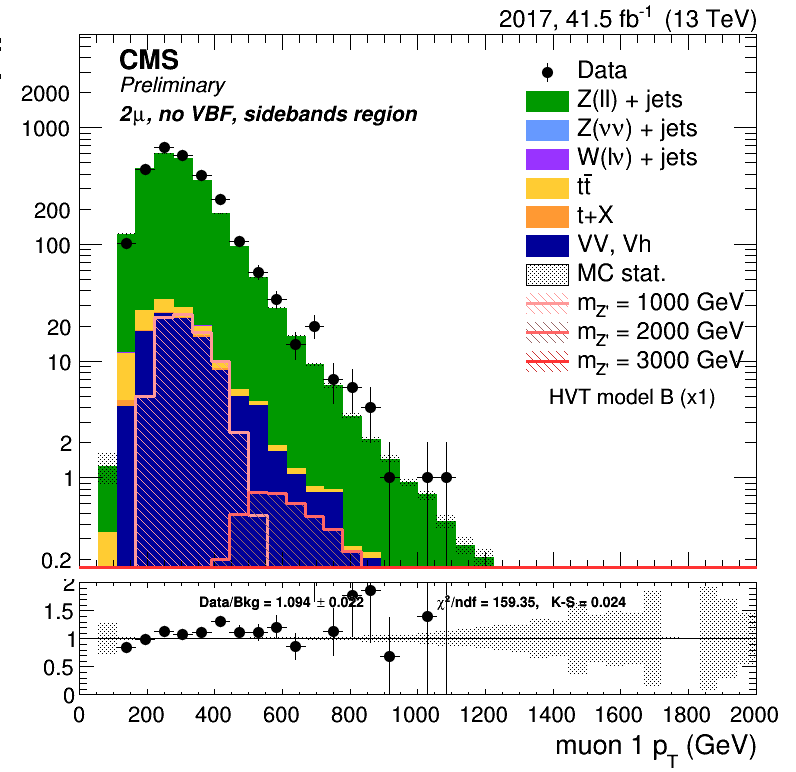 2017, 41.5 fb⁻¹ (13 TeV)
CMS
Preliminary
2μ, no VBF, sidebands region
Data
Z(ll) + jets
Z(νν) + jets
W(lν) + jets
tt̄
t+X
VV, Vh
MC stat.
m_Z' = 1000 GeV
m_Z' = 2000 GeV
m_Z' = 3000 GeV
HVT model B (x1)
2000
1000
200
100
20
10
2
1
0.2
Data/Bkg = 1.094 ± 0.022
χ²/ndf = 159.35, K-S = 0.024
2
1.5
1
0.5
0
0 200 400 600 800 1000 1200 1400 1600 1800 2000
muon 1 p_T (GeV)